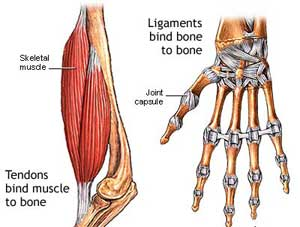 Skeletal
muscle
Tendons
bind muscle
to bone
Ligaments
bind bone
to bone
Joint
capsule